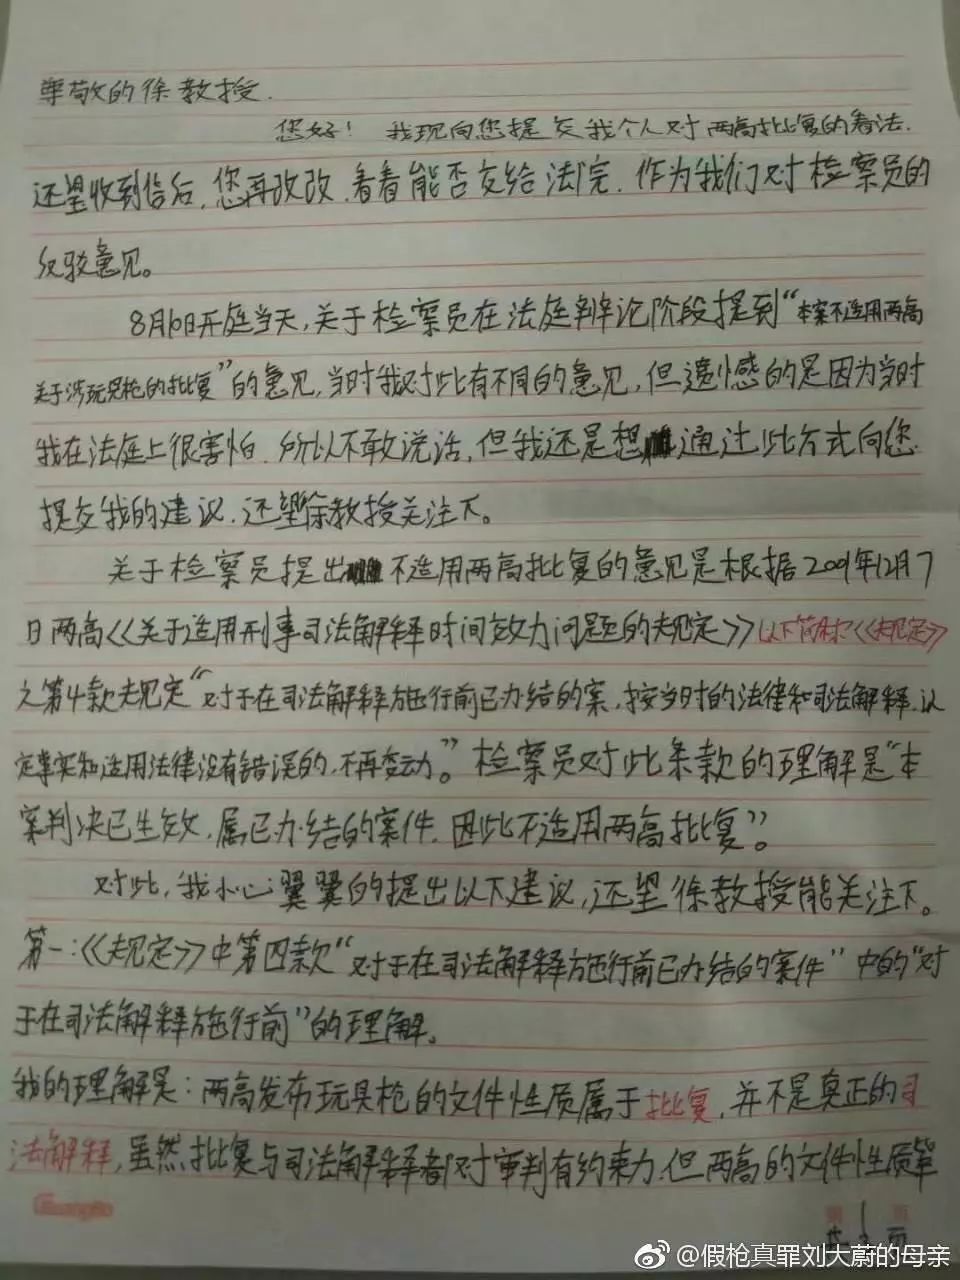 尊敬的徐教授.
您好！ 我现向您提交我个人对两高批复的看法.
还望收到信后,您再改改.看看能否交给法院.作为我们对检察员的
反驳意见。
8月10日开庭当天,关于检察员在法庭辩论阶段提到“本案不适用两高
关于涉玩具枪的批复”的意见,当时我对此有不同的意见,但遗憾的是因为当时
我在法庭上很害怕.所以不敢说话,但我还是想通过此方式向您
提交我的建议.还望徐教授关注下。
关于检察员提出不适用两高批复的意见是根据2001年12月7
日两高《关于适用刑事司法解释时间效力问题的规定》以下简称《规定》
之第4款规定“对于在司法解释施行前已办结的案,按当时的法律和司法解释,认
定事实和适用法律没有错误的,不再变动。”检察员对此条款的理解是“本
案判决已生效,属已办结的案件.因此不适用两高批复”。
对此,我小心翼翼的提出以下建议,还望徐教授能关注下。
第一:《规定》中第四款“对于在司法解释施行前已办结的案件”中的“对
于在司法解释施行前”的理解.
我的理解是:两高发布玩具枪的文件性质属于批复,并不是真正的司
法解释,虽然,批复与司法解释都对审判有约束力.但两高的文件性质算
Guangbo
第1页
共 页
@假枪真罪刘大蔚的母亲